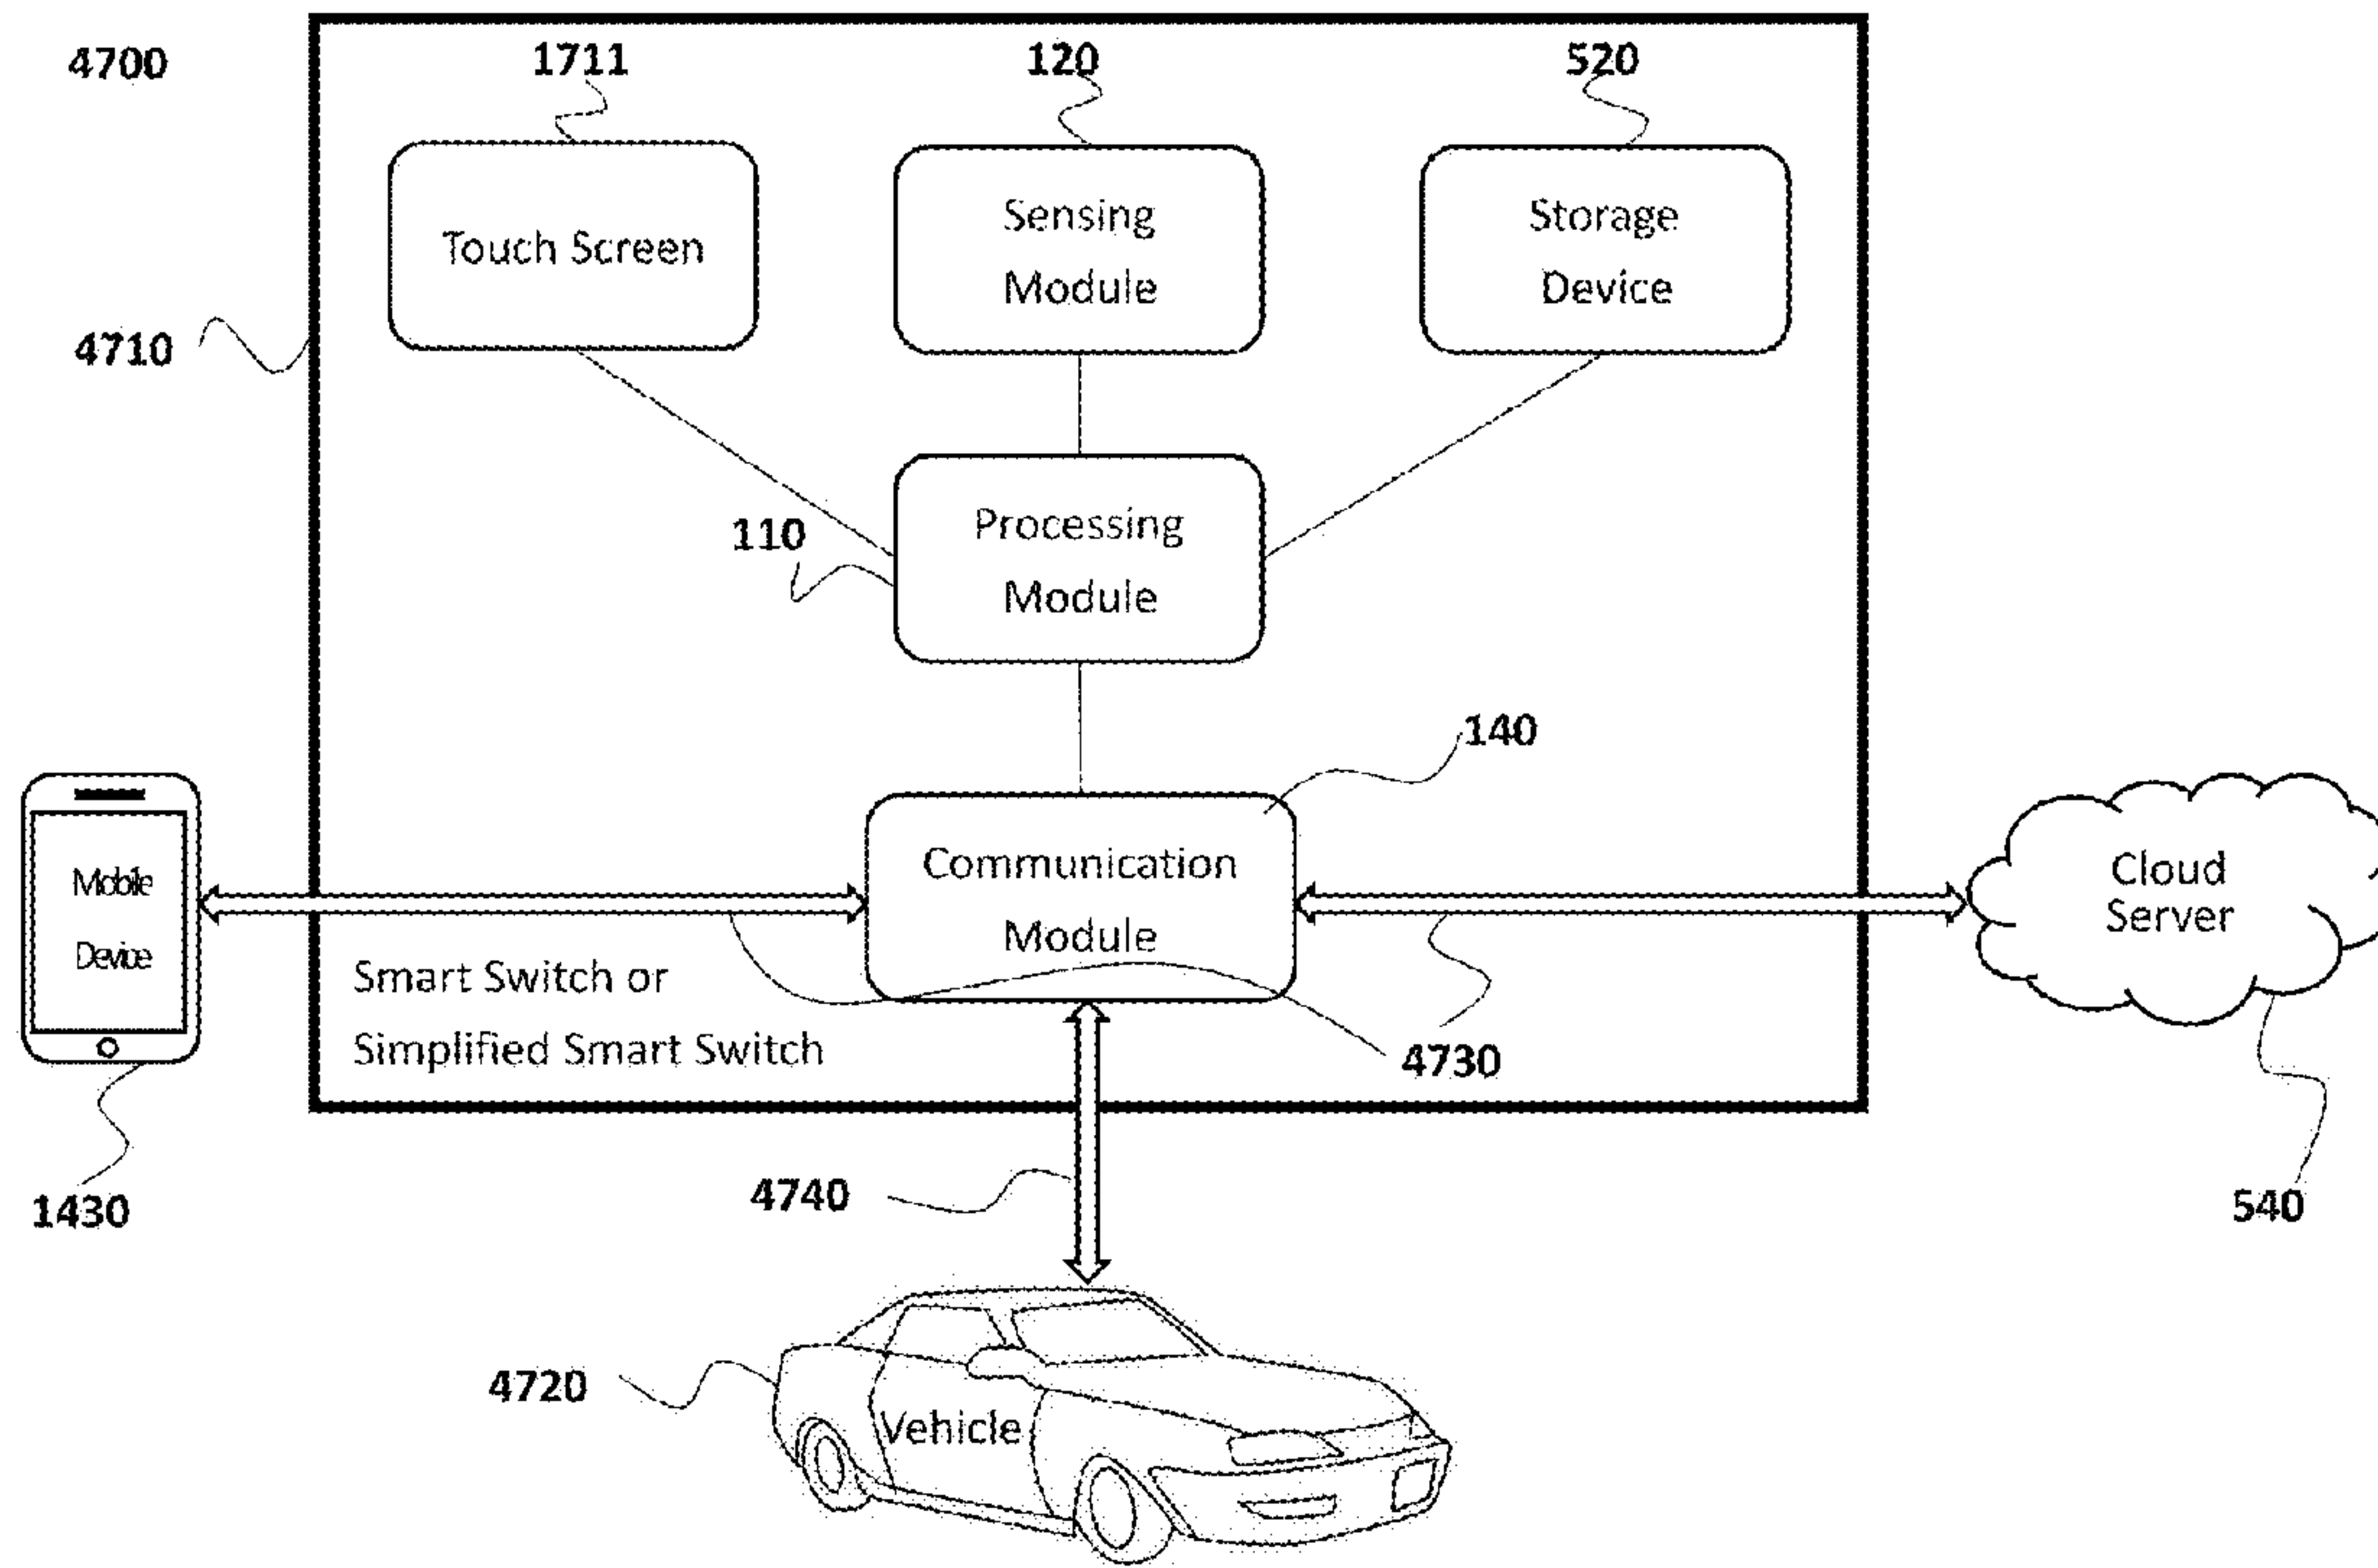 4700
1711
120
520
Touch Screen
Sensing
Module
Storage
Device
4710
110
Processing
Module
140
Mobile
Device
Communication
Module
Cloud
Server
Smart Switch or
Simplified Smart Switch
4730
4740
1430
540
4720
Vehicle